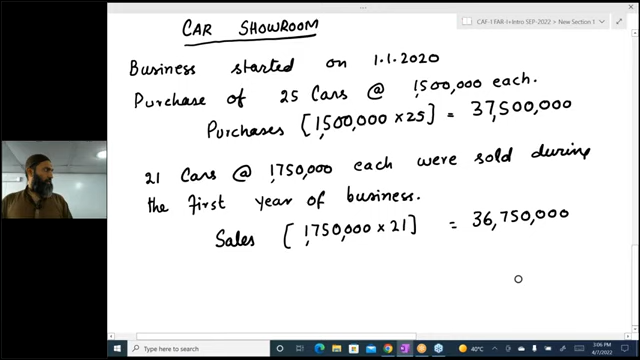 CAF-1 FAR-I+Intro SEP-2022 » New Section 1
CAR SHOWROOM
Business started on 1.1.2020
Purchase of 25 Cars @ 1,500,000 each.
Purchases [1,500,000 × 25] = 37,500,000
21 Cars @ 1,750,000 each were sold during
the first year of business.
Sales [1,750,000 × 21] = 36,750,000
Type here to search
40°C
3:06 PM
4/7/2022